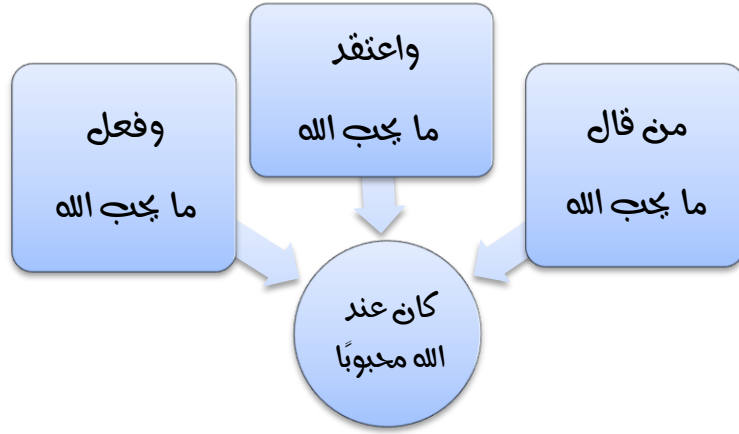 من قال
ما يحب الله
واعتقد
ما يحب الله
وفعل
ما يحب الله
كان عند
الله محبوبًا